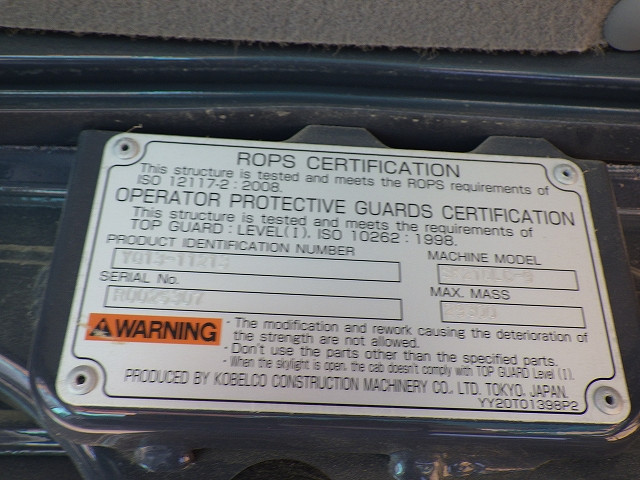 ROPS CERTIFICATION
This structure is tested and meets the ROPS requirements of
ISO 12117-2 : 2008.
OPERATOR PROTECTIVE GUARDS CERTIFICATION
This structure is tested and meets the requirements of
TOP GUARD : LEVEL(I), ISO 10262 : 1998.
PRODUCT IDENTIFICATION NUMBER
MACHINE MODEL
SERIAL No.
MAX. MASS
WARNING
- The modification and rework causing the deterioration of
the strength are not allowed.
- Don't use the parts other than the specified parts.
- When the skylight is open, the cab doesn't comply with TOP GUARD Level (I).
PRODUCED BY KOBELCO CONSTRUCTION MACHINERY CO., LTD. TOKYO, JAPAN.
YY20T01398P2